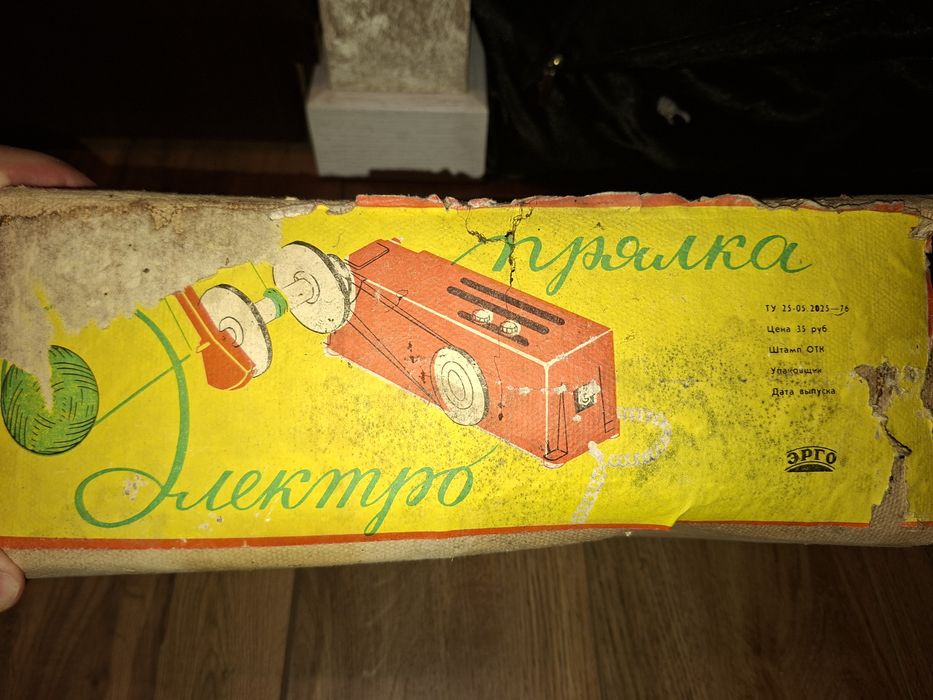 Электро
прялка
ТУ 25-05.2025—76
Цена 35 руб
Штамп ОТК
Упаковщик
Дата выпуска
ЭРГО